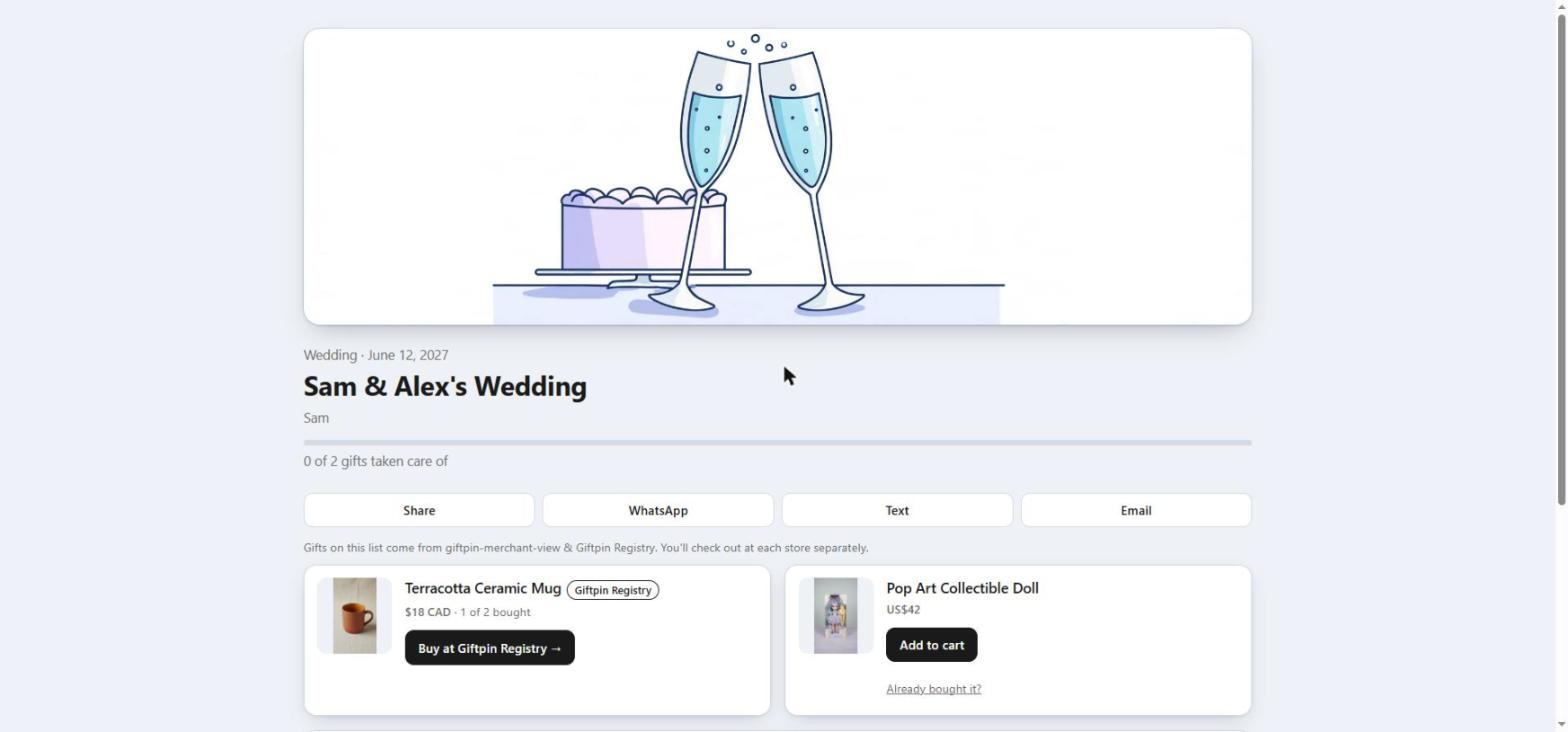 Wedding · June 12, 2027
Sam & Alex's Wedding
Sam
0 of 2 gifts taken care of
Share
WhatsApp
Text
Email
Gifts on this list come from giftpin-merchant-view & Giftpin Registry. You'll check out at each store separately.
Terracotta Ceramic Mug Giftpin Registry
$18 CAD · 1 of 2 bought
Buy at Giftpin Registry →
Pop Art Collectible Doll
US$42
Add to cart
Already bought it?